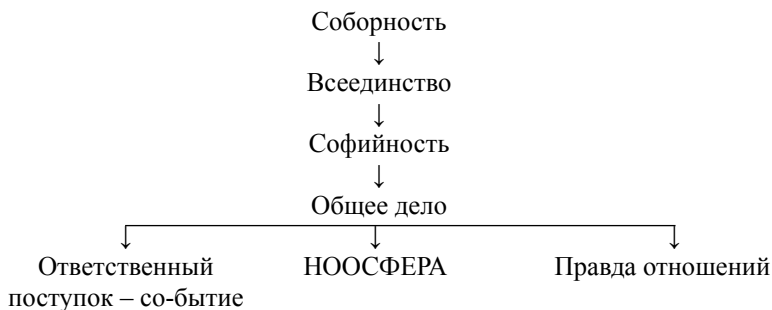 Соборность
↓
Всеединство
↓
Софийность
↓
Общее дело
Ответственный поступок – со-бытие
НООСФЕРА
Правда отношений